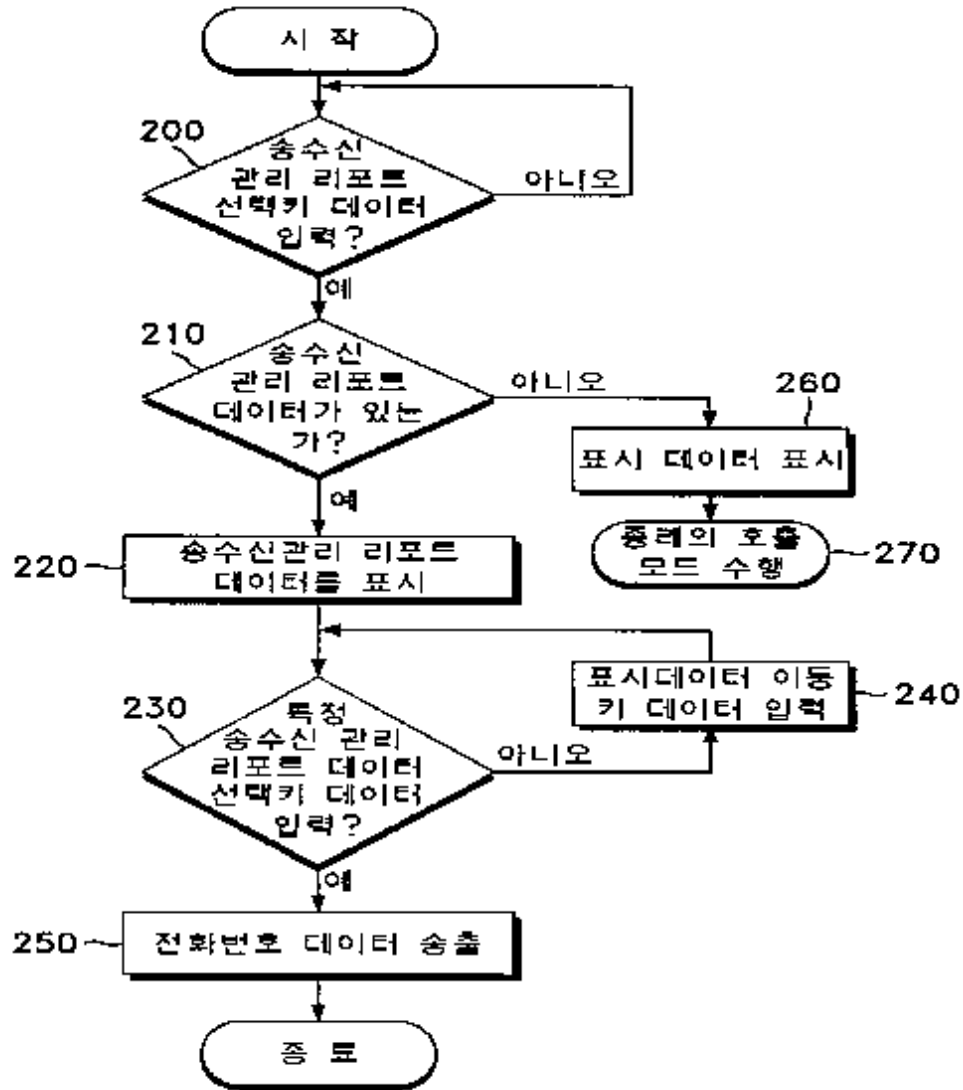 시 작
200
송수신
관리 리포트
선택키 데이터
입력?
아니오
예
210
송수신
관리 리포트
데이터가 있는
가?
아니오
260
표시 데이터 표시
예
종래의 호출
모드 수행
270
220
송수신관리 리포트
데이터를 표시
230
특정
송수신 관리
리포트 데이터
선택키 데이터
입력?
아니오
표시데이터 이동
키 데이터 입력
240
예
250
전화번호 데이터 송출
종 료